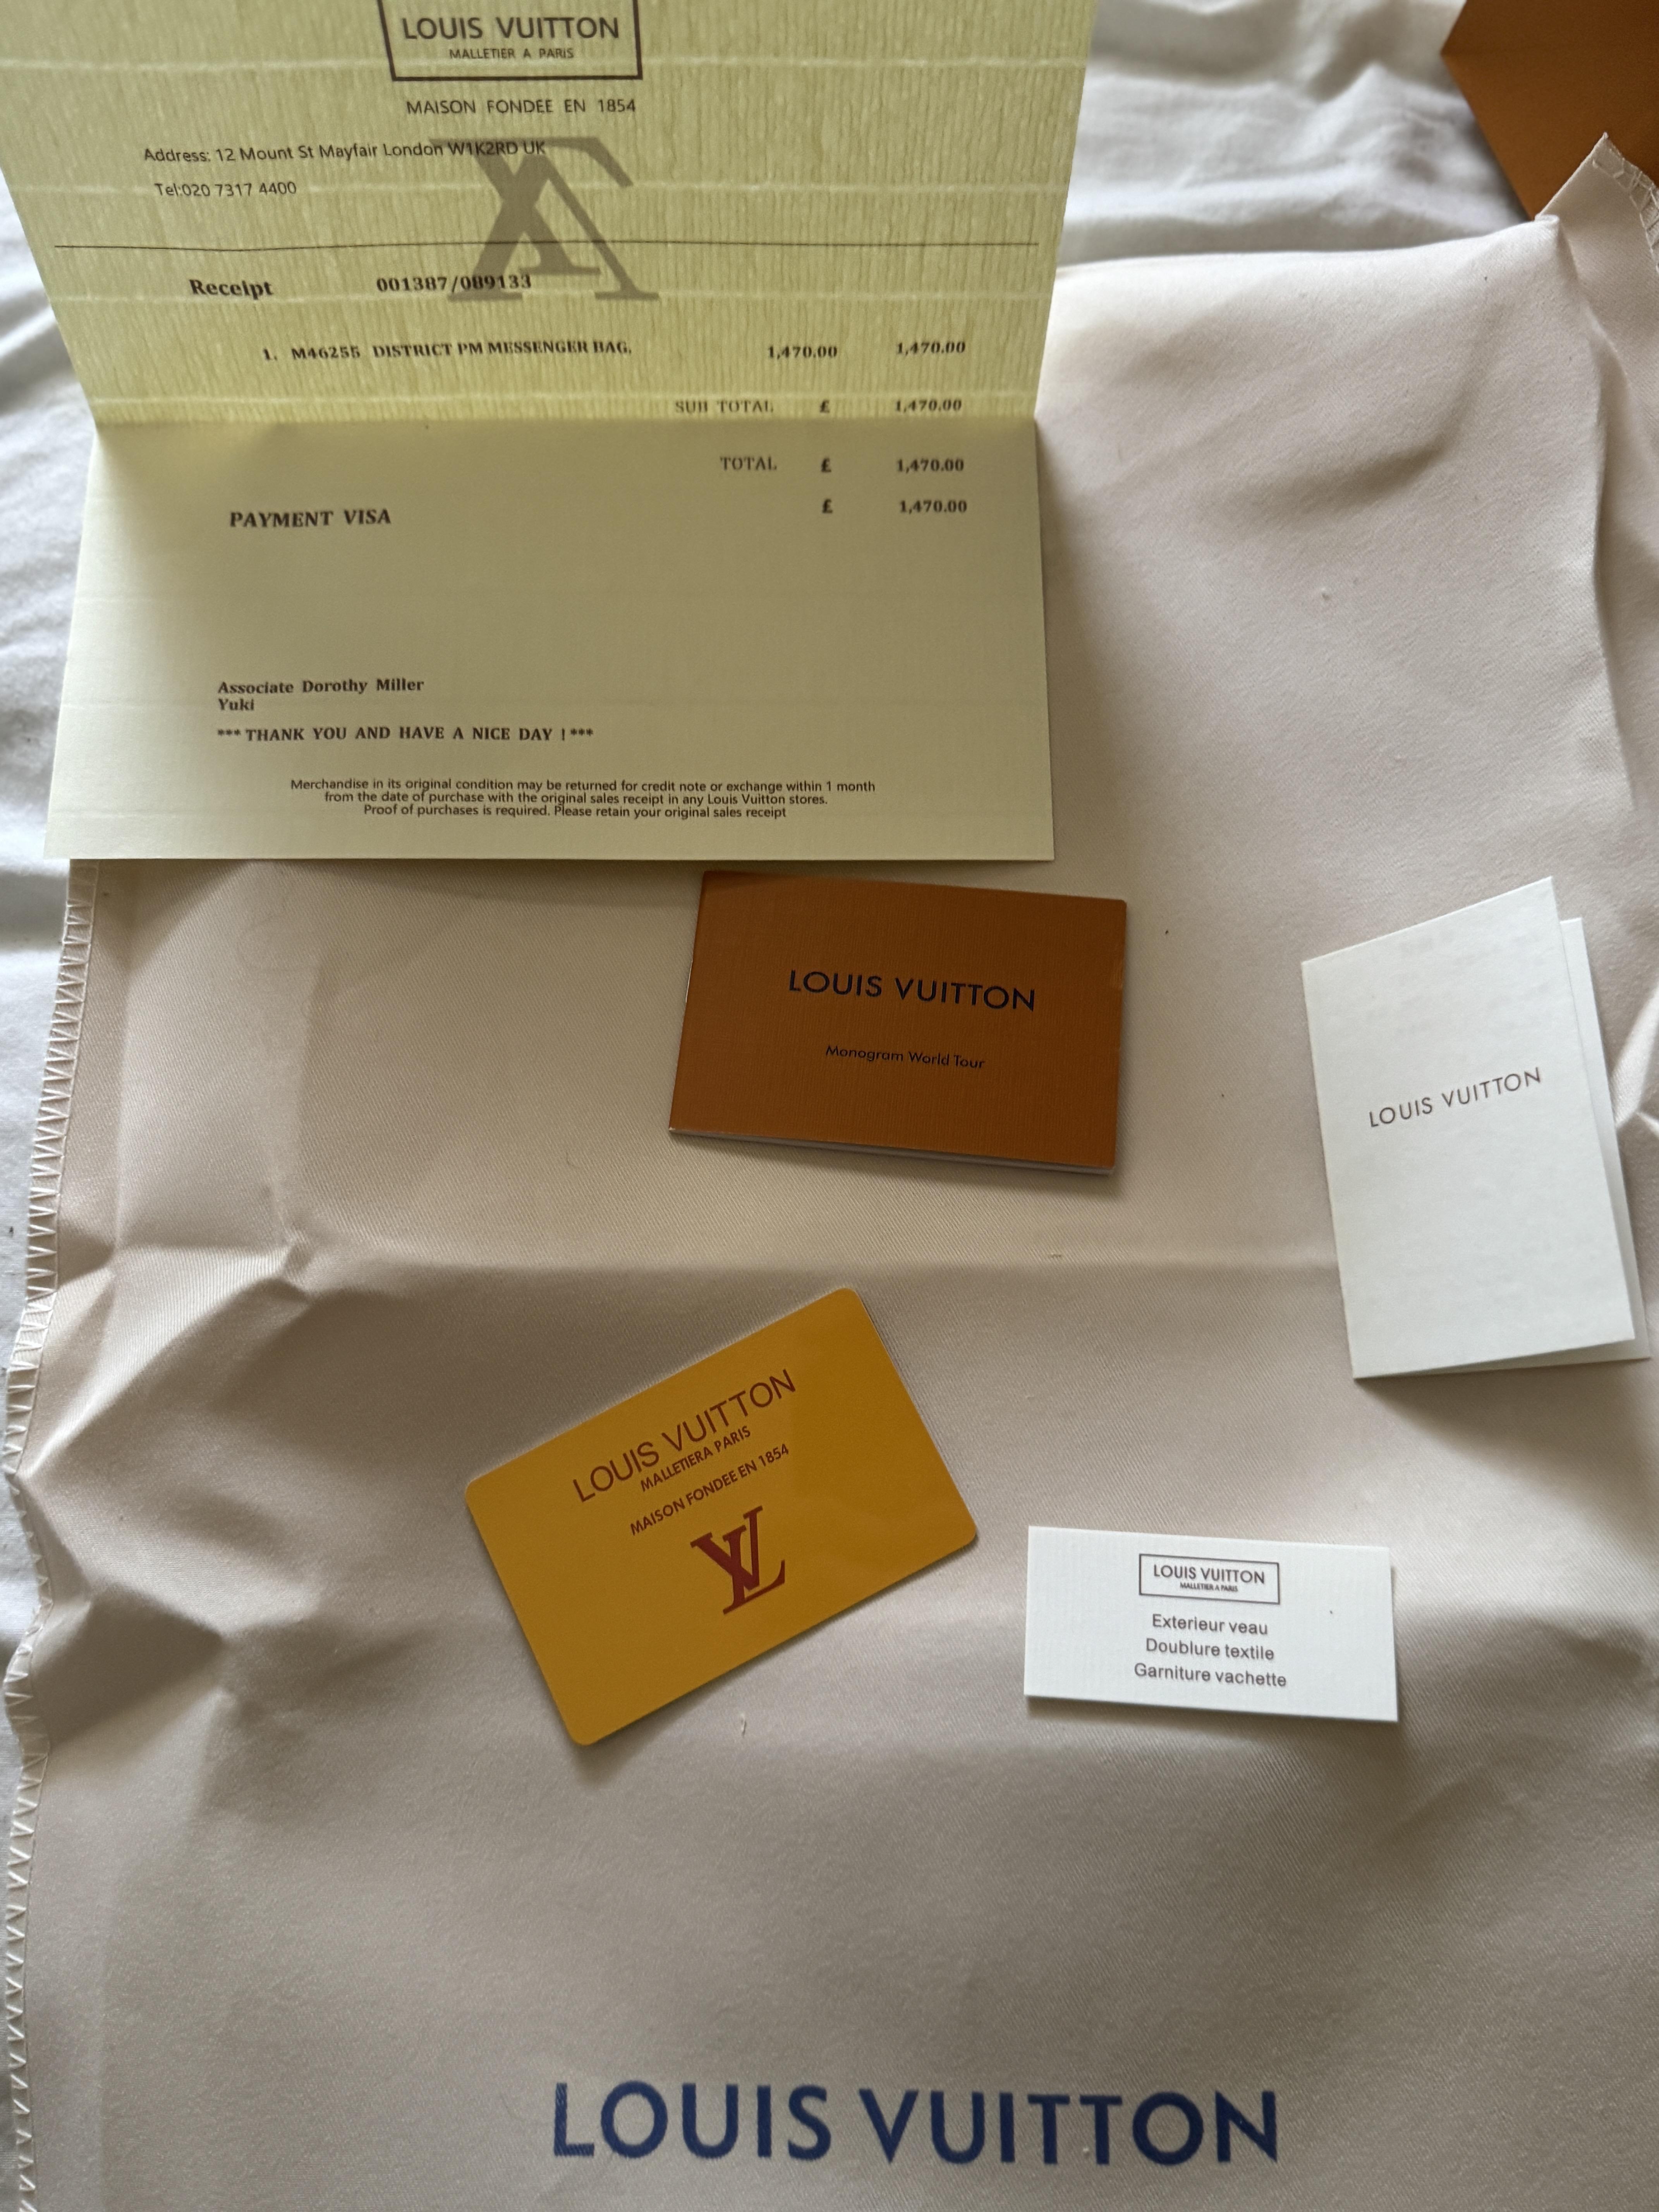 LOUIS VUITTON
MALLETIER A PARIS
MAISON FONDEE EN 1854
Address: 12 Mount St Mayfair London W1K2RD UK
Tel:020 7317 4400
Receipt 001387/089133
1. M46255 DISTRICT PM MESSENGER BAG, 1,470.00 1,470.00
SUB TOTAL £ 1,470.00
TOTAL £ 1,470.00
£ 1,470.00
PAYMENT VISA
Associate Dorothy Miller
Yuki
*** THANK YOU AND HAVE A NICE DAY ! ***
Merchandise in its original condition may be returned for credit note or exchange within 1 month
from the date of purchase with the original sales receipt in any Louis Vuitton stores.
Proof of purchases is required. Please retain your original sales receipt
LOUIS VUITTON
Monogram World Tour
LOUIS VUITTON
LOUIS VUITTON
MALLETIERA PARIS
MAISON FONDEE EN 1854
LV
LOUIS VUITTON
MALLETIER A PARIS
Exterieur veau
Doublure textile
Garniture vachette
LOUIS VUITTON